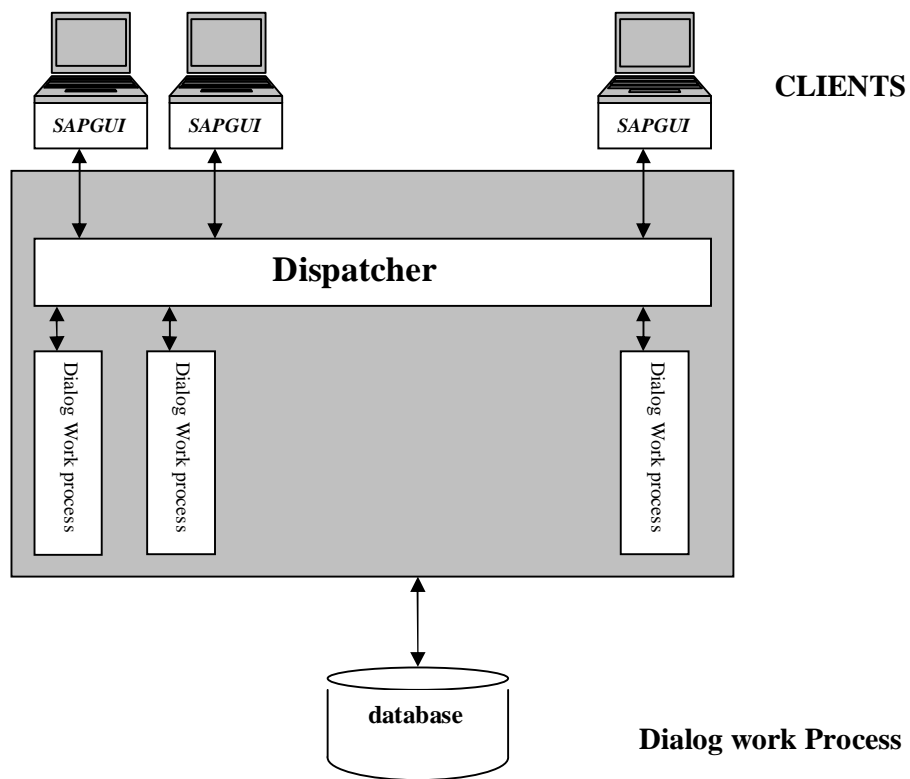 CLIENTS
SAPGUI
SAPGUI
SAPGUI
Dispatcher
Dialog Work process
Dialog Work process
Dialog Work process
database
Dialog work Process